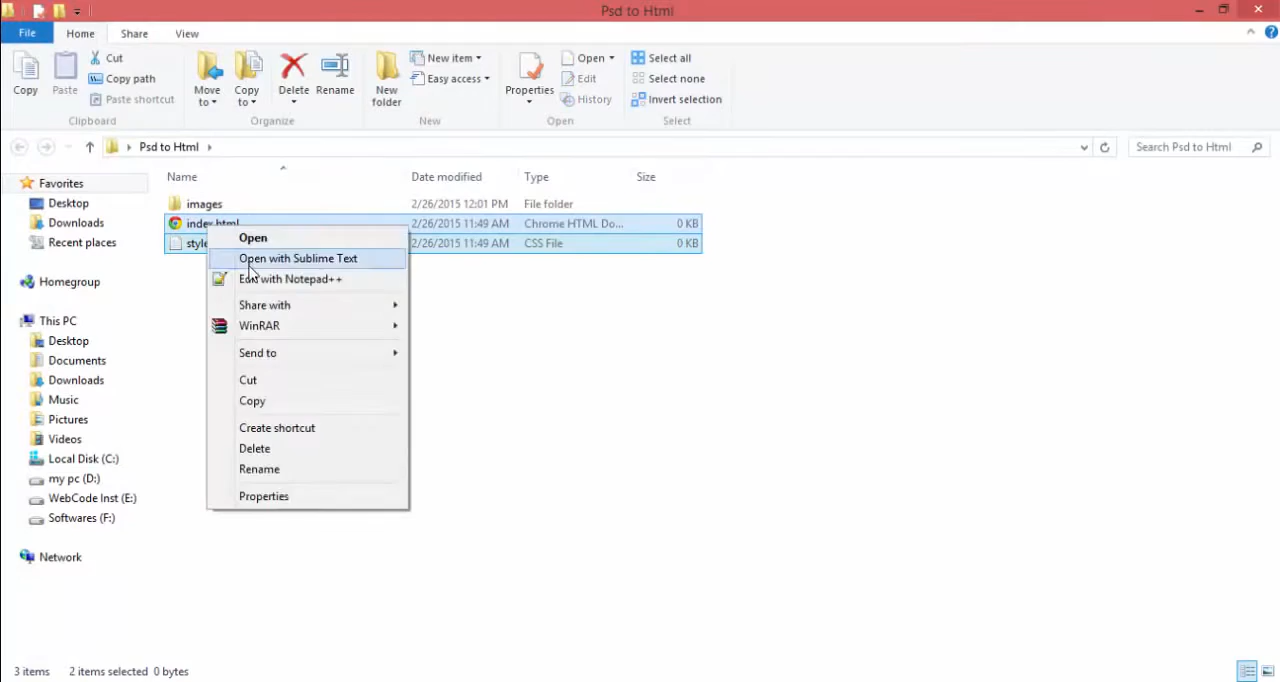 Psd to Html
File Home Share View
Copy
Paste
Cut
Copy path
Paste shortcut
Clipboard
Move to
Copy to
Delete
Rename
Organize
New folder
New item
Easy access
New
Properties
Open
Edit
History
Open
Select all
Select none
Invert selection
Select
Psd to Html
Search Psd to Html
Favorites
Desktop
Downloads
Recent places
Homegroup
This PC
Desktop
Documents
Downloads
Music
Pictures
Videos
Local Disk (C:)
my pc (D:)
WebCode Inst (E:)
Softwares (F:)
Network
Name Date modified Type Size
images 2/26/2015 12:01 PM File folder
index.html 2/26/2015 11:49 AM Chrome HTML Do... 0 KB
style 2/26/2015 11:49 AM CSS File 0 KB
Open
Open with Sublime Text
Edit with Notepad++
Share with
WinRAR
Send to
Cut
Copy
Create shortcut
Delete
Rename
Properties
3 items 2 items selected 0 bytes